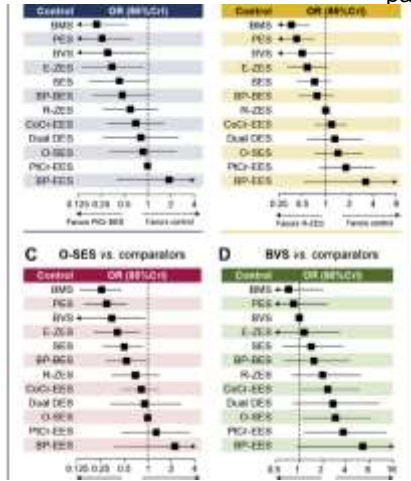 pa
Control OR (95%CrI)
BMS
PES
BVS
E-ZES
SES
BP-BES
R-ZES
CoCr-EES
Dual DES
O-SES
PtCr-EES
BP-EES
0.125 0.25 0.5 1 2 4
Favors control
Control OR (95%CrI)
BMS
PES
BVS
E-ZES
SES
BP-BES
R-ZES
CoCr-EES
Dual DES
O-SES
PtCr-EES
BP-EES
0.25 0.5 1 2 4 8
Favors R-ZES Favors control
C O-SES vs. comparators
Control OR (95%CrI)
BMS
PES
BVS
E-ZES
SES
BP-BES
R-ZES
CoCr-EES
Dual DES
O-SES
PtCr-EES
BP-EES
0.125 0.25 0.5 1 2 4
D BVS vs. comparators
Control OR (95%CrI)
BMS
PES
BVS
E-ZES
SES
BP-BES
R-ZES
CoCr-EES
Dual DES
O-SES
PtCr-EES
BP-EES
0.5 1 2 4 8 16